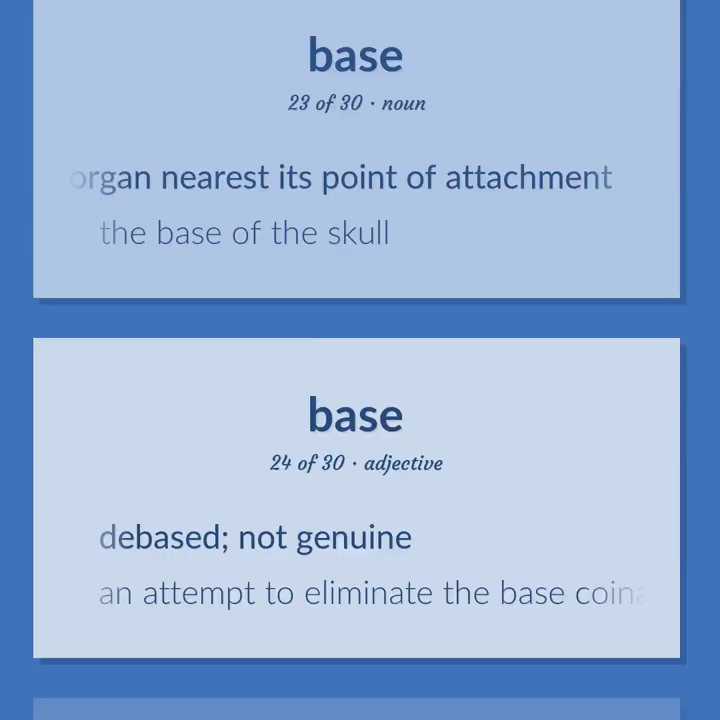 base
23 of 30 · noun
organ nearest its point of attachment
the base of the skull
base
24 of 30 · adjective
debased; not genuine
an attempt to eliminate the base coina